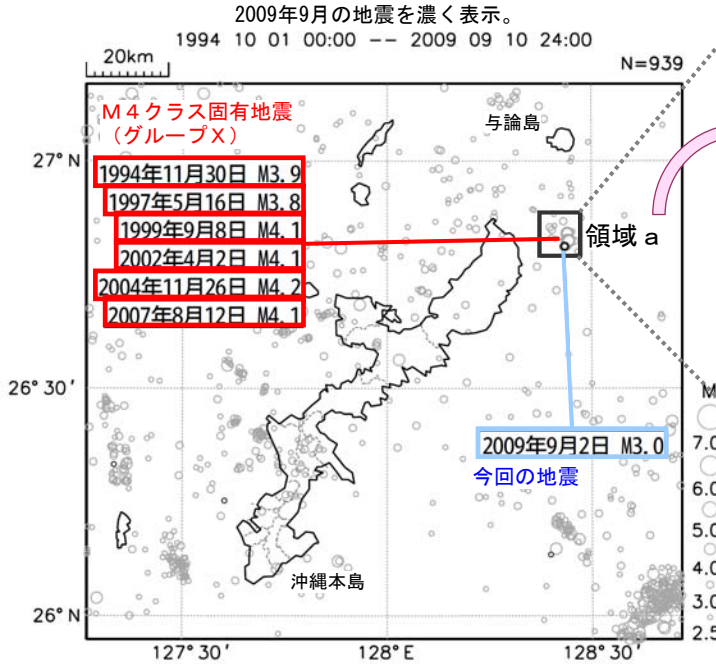 2009年9月の地震を濃く表示。
1994 10 01 00:00 -- 2009 09 10 24:00
20km
N=939
M4クラス固有地震
(グループX)
与論島
27°N
1994年11月30日 M3.9
1997年5月16日 M3.8
1999年9月8日 M4.1
2002年4月2日 M4.1
2004年11月26日 M4.2
2007年8月12日 M4.1
領域a
26°30'
M
7.0
2009年9月2日 M3.0
今回の地震
6.0
5.0
4.0
沖縄本島
3.0
26°N
2.5
127°30'
128°E
128°30'